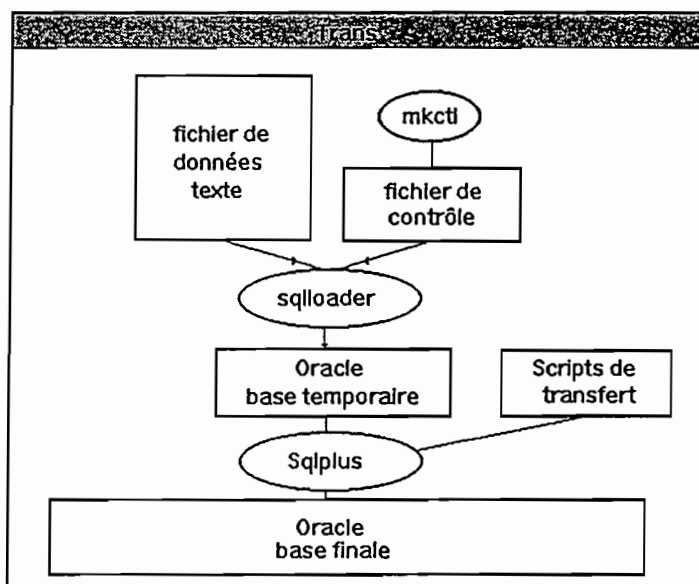 fichier de
données
texte
mkctl
fichier de
contrôle
sqlloader
Oracle
base temporaire
Scripts de
transfert
Sqlplus
Oracle
base finale